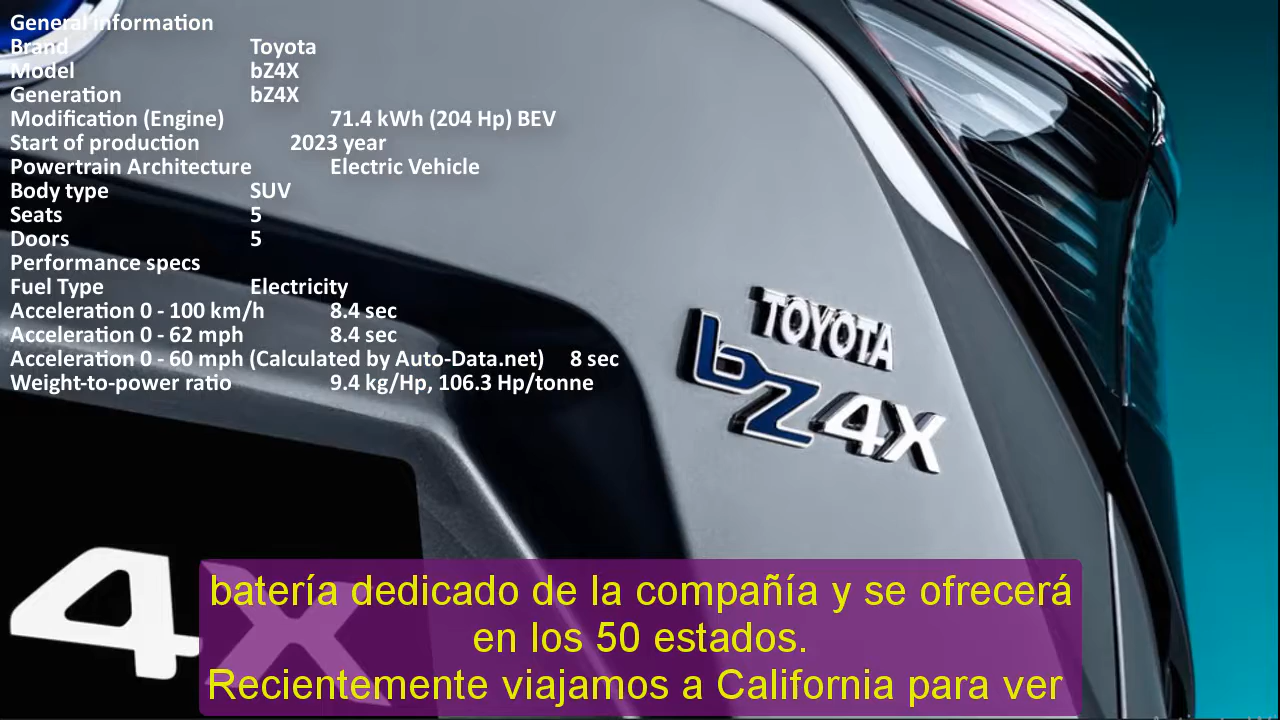 General information
Brand Toyota
Model bZ4X
Generation bZ4X
Modification (Engine) 71.4 kWh (204 Hp) BEV
Start of production 2023 year
Powertrain Architecture Electric Vehicle
Body type SUV
Seats 5
Doors 5
Performance specs
Fuel Type Electricity
Acceleration 0 - 100 km/h 8.4 sec
Acceleration 0 - 62 mph 8.4 sec
Acceleration 0 - 60 mph (Calculated by Auto-Data.net) 8 sec
Weight-to-power ratio 9.4 kg/Hp, 106.3 Hp/tonne
TOYOTA
bZ4X
4X
batería dedicado de la compañía y se ofrecerá
en los 50 estados.
Recientemente viajamos a California para ver